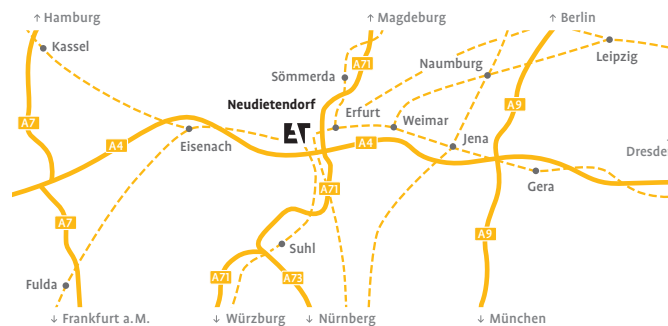 ↑ Hamburg
↑ Magdeburg
↑ Berlin
Kassel
Leipzig
A71
Naumburg
Sömmerda
A9
Neudietendorf
A7
Erfurt
Weimar
Jena
A4
A4
Eisenach
Dresde
Gera
A71
A7
A9
Suhl
Fulda
A71
A73
↓ Frankfurt a.M.
↓ Würzburg
↓ Nürnberg
↓ München